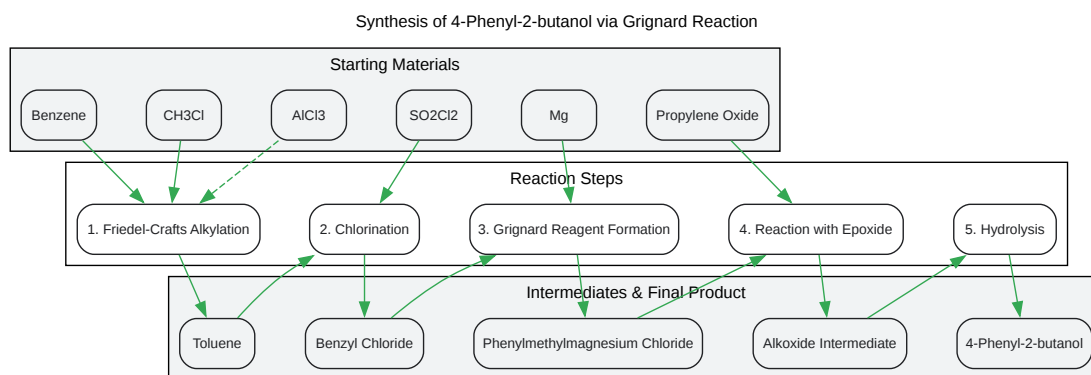 Synthesis of 4-Phenyl-2-butanol via Grignard Reaction
Starting Materials
Benzene
CH3Cl
AlCl3
SO2Cl2
Mg
Propylene Oxide
Reaction Steps
1. Friedel-Crafts Alkylation
2. Chlorination
3. Grignard Reagent Formation
4. Reaction with Epoxide
5. Hydrolysis
Intermediates & Final Product
Toluene
Benzyl Chloride
Phenylmethylmagnesium Chloride
Alkoxide Intermediate
4-Phenyl-2-butanol